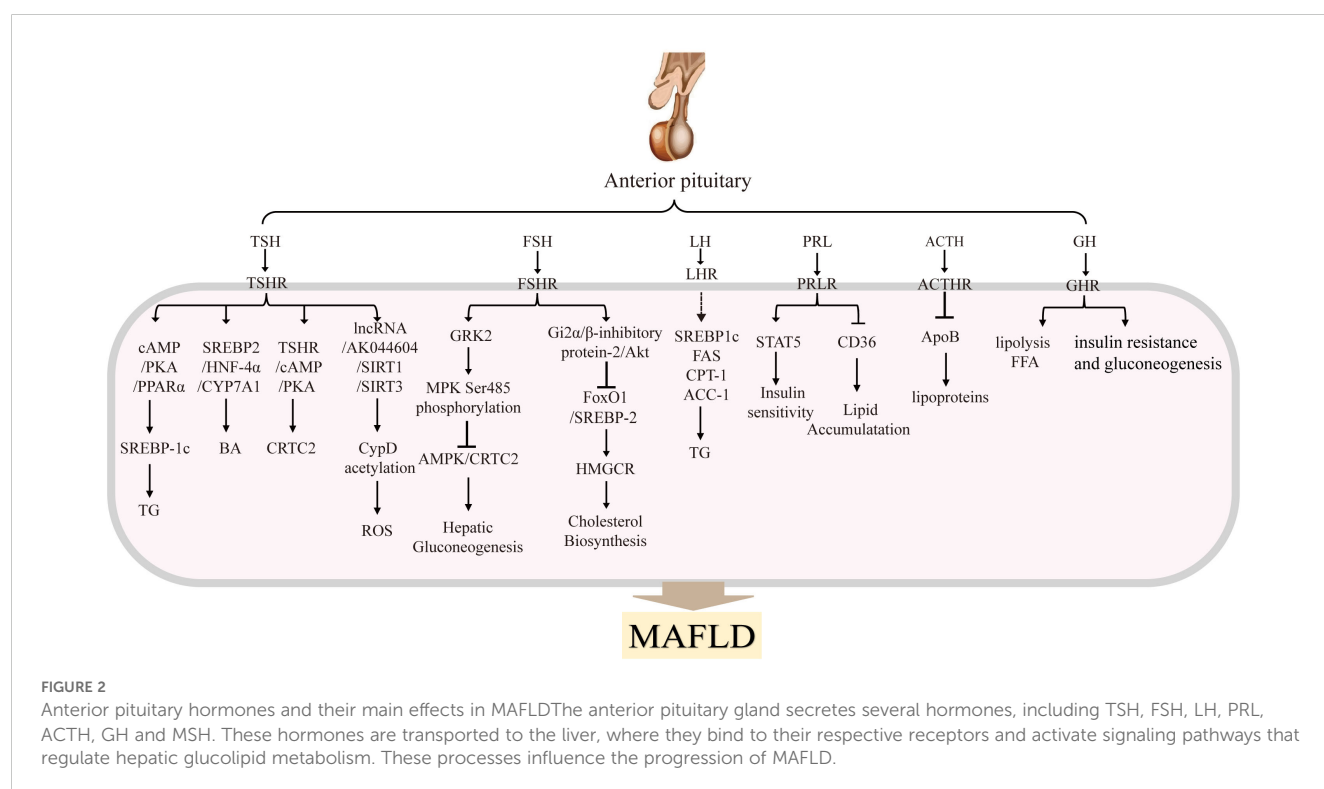 Anterior pituitary
TSH
FSH
LH
PRL
ACTH
GH
TSHR
FSHR
LHR
PRLR
ACTHR
GHR
cAMP
/PKA
/PPARα
SREBP-1c
TG
SREBP2
/HNF-4α
/CYP7A1
BA
TSHR
/cAMP
/PKA
CRTC2
lncRNA
/AK044604
/SIRT1
/SIRT3
CypD
acetylation
ROS
GRK2
MPK Ser485
phosphorylation
AMPK/CRTC2
Hepatic
Gluconeogenesis
Gi2α/β-inhibitory
protein-2/Akt
FoxO1
/SREBP-2
HMGCR
Cholesterol
Biosynthesis
SREBP1c
FAS
CPT-1
ACC-1
TG
STAT5
Insulin
sensitivity
CD36
Lipid
Accumulatation
ApoB
lipoproteins
lipolysis
FFA
insulin resistance
and gluconeogenesis
MAFLD
FIGURE 2
Anterior pituitary hormones and their main effects in MAFLDThe anterior pituitary gland secretes several hormones, including TSH, FSH, LH, PRL,
ACTH, GH and MSH. These hormones are transported to the liver, where they bind to their respective receptors and activate signaling pathways that
regulate hepatic glucolipid metabolism. These processes influence the progression of MAFLD.